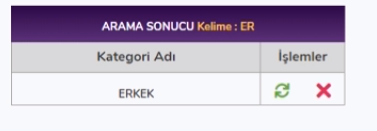 ARAMA SONUCU Kelime : ER
Kategori Adı İşlemler
ERKEK